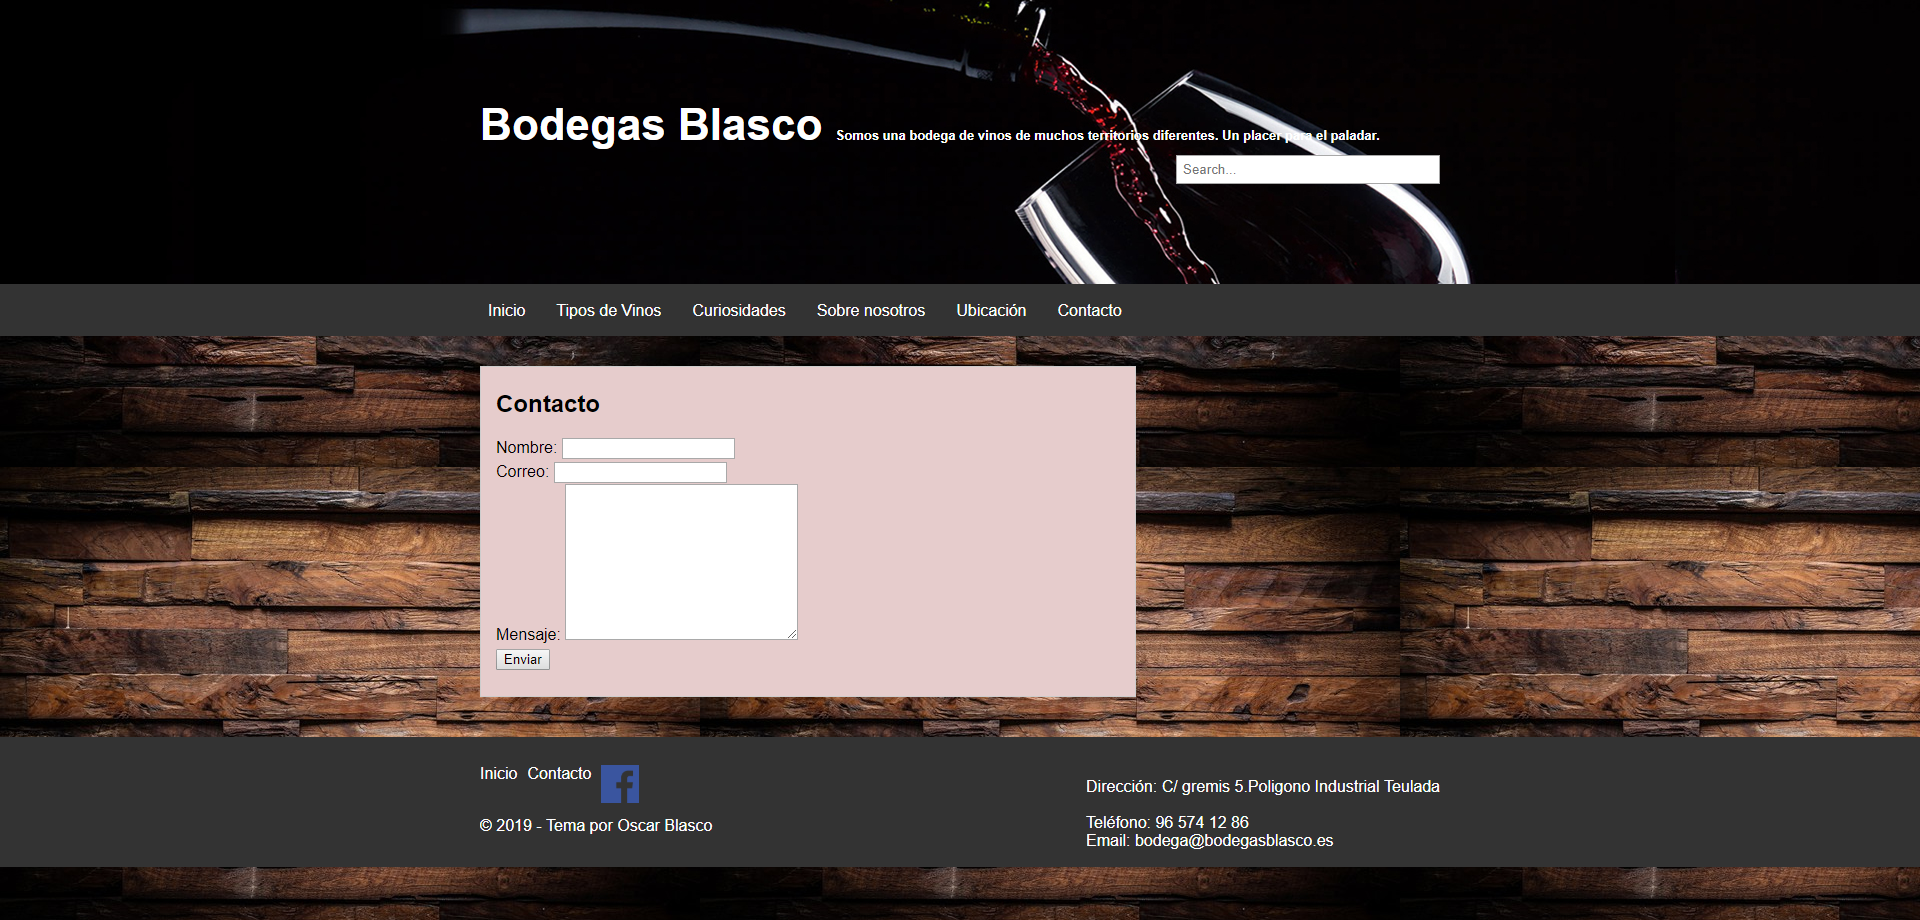 Bodegas Blasco Somos una bodega de vinos de muchos territorios diferentes. Un placer para el paladar.
Search...
Inicio Tipos de Vinos Curiosidades Sobre nosotros Ubicación Contacto
Contacto
Nombre:
Correo:
Mensaje:
Enviar
Inicio Contacto
© 2019 - Tema por Oscar Blasco
Dirección: C/ gremis 5.Poligono Industrial Teulada
Teléfono: 96 574 12 86
Email: bodega@bodegasblasco.es